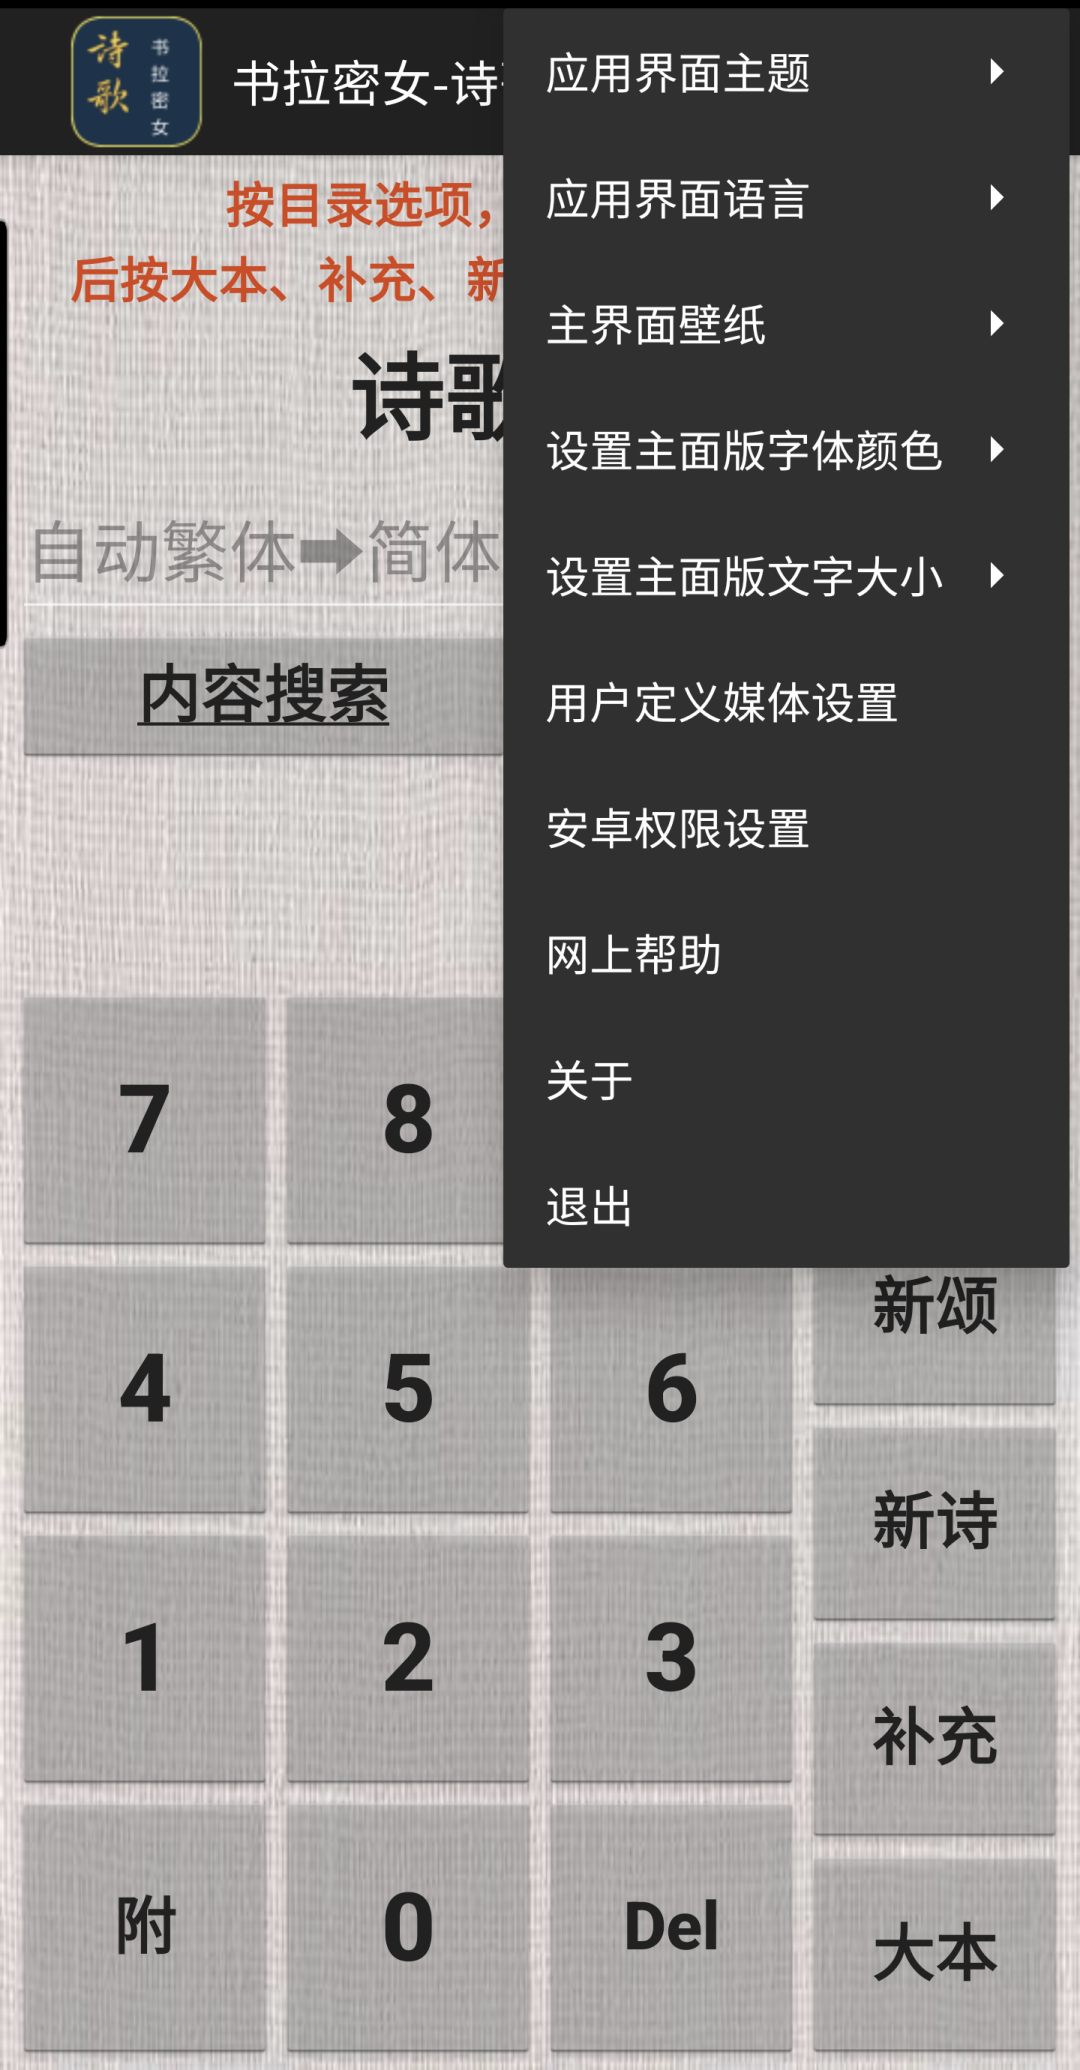 诗歌
书拉密女
书拉密女-诗
按目录选项，
后按大本、补充、新
诗歌
自动繁体➡简体
内容搜索
应用界面主题
应用界面语言
主界面壁纸
设置主面版字体颜色
设置主面版文字大小
用户定义媒体设置
安卓权限设置
网上帮助
关于
退出
7 8
4 5 6 新颂
1 2 3 新诗
补充
附 0 Del 大本